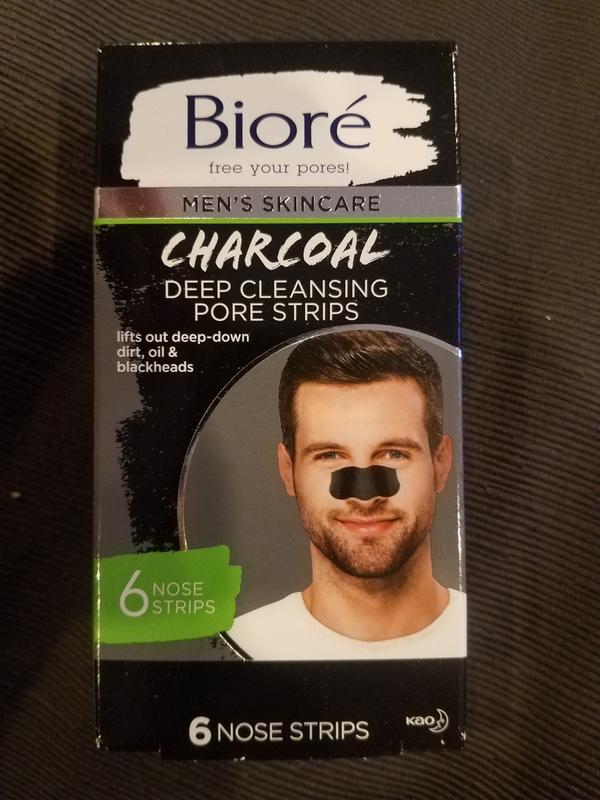 Bioré
free your pores!
MEN'S SKINCARE
CHARCOAL
DEEP CLEANSING
PORE STRIPS
lifts out deep-down
dirt, oil &
blackheads
6 NOSE
STRIPS
6 NOSE STRIPS
Kao